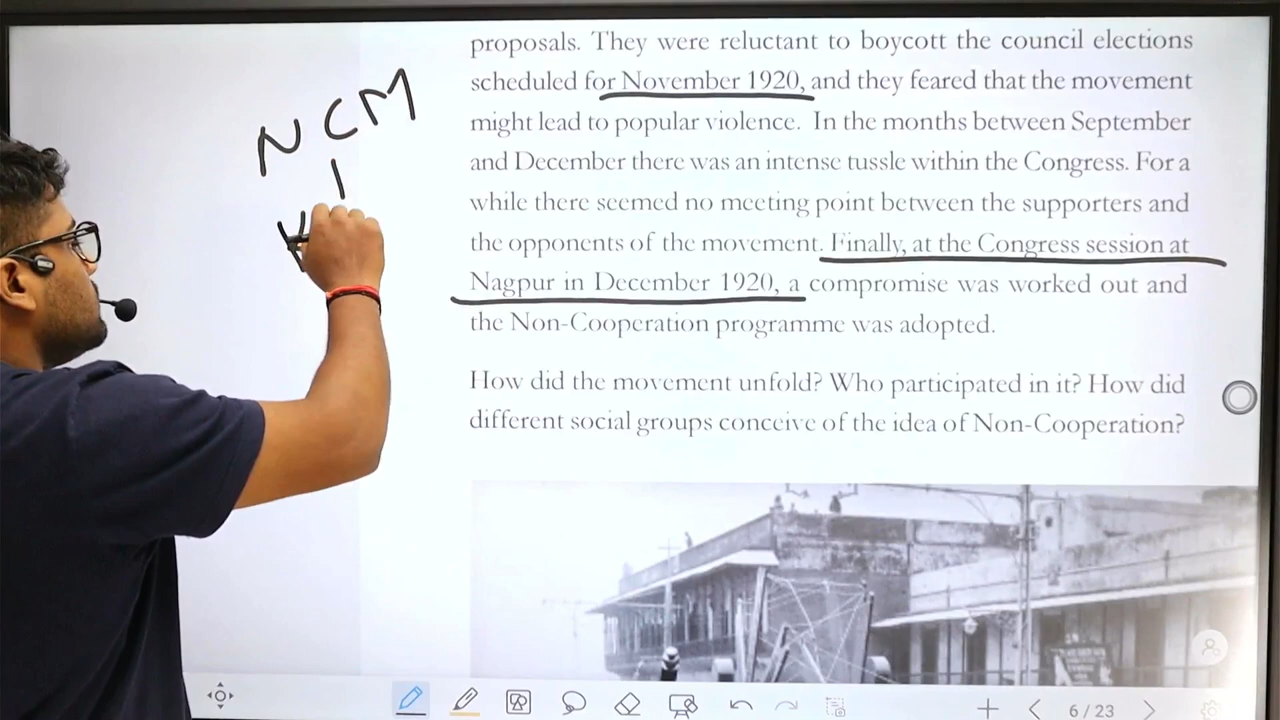 proposals. They were reluctant to boycott the council elections
scheduled for November 1920, and they feared that the movement
might lead to popular violence. In the months between September
and December there was an intense tussle within the Congress. For a
while there seemed no meeting point between the supporters and
the opponents of the movement. Finally, at the Congress session at
Nagpur in December 1920, a compromise was worked out and
the Non-Cooperation programme was adopted.
How did the movement unfold? Who participated in it? How did
different social groups conceive of the idea of Non-Cooperation?
NCM
6 / 23